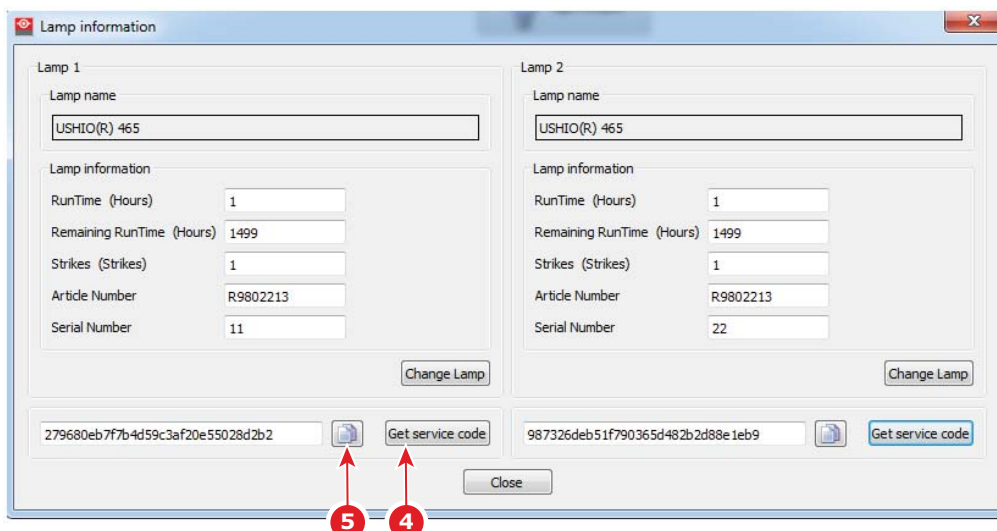 Lamp information
Lamp 1
Lamp name
USHIO(R) 465
Lamp information
RunTime (Hours) 1
Remaining RunTime (Hours) 1499
Strikes (Strikes) 1
Article Number R9802213
Serial Number 11
Change Lamp
279680eb7f7b4d59c3af20e55028d2b2 Get service code
Lamp 2
Lamp name
USHIO(R) 465
Lamp information
RunTime (Hours) 1
Remaining RunTime (Hours) 1499
Strikes (Strikes) 1
Article Number R9802213
Serial Number 22
Change Lamp
987326deb51f790365d482b2d88e1eb9 Get service code
Close
5 4